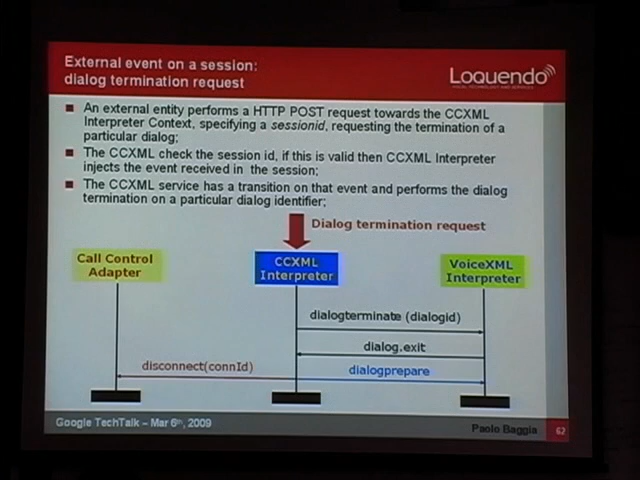 External event on a session:
dialog termination request
Loquendo
An external entity performs a HTTP POST request towards the CCXML
Interpreter Context, specifying a sessionid, requesting the termination of a
particular dialog;
The CCXML check the session id, if this is valid then CCXML Interpreter
injects the event received in the session;
The CCXML service has a transition on that event and performs the dialog
termination on a particular dialog identifier;
Dialog termination request
Call Control
Adapter
CCXML
Interpreter
VoiceXML
Interpreter
dialogterminate (dialogid)
dialog.exit
disconnect(connId)
dialogprepare
Google TechTalk – Mar 6th, 2009
Paolo Baggia
62